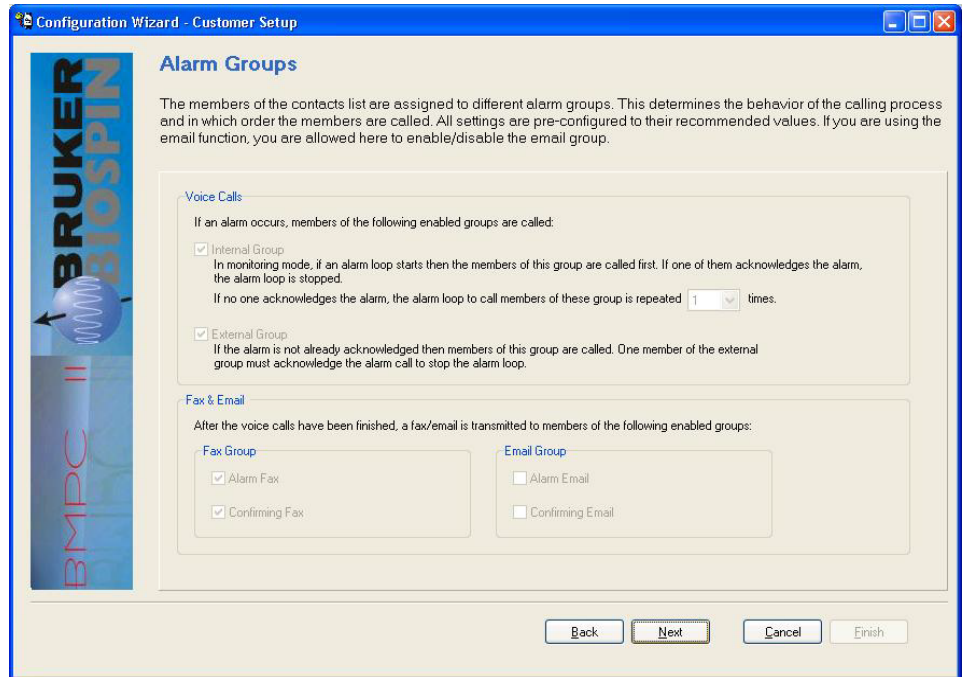 Configuration Wizard - Customer Setup
BRUKER
BIOSPIN
BMPC II
Alarm Groups
The members of the contacts list are assigned to different alarm groups. This determines the behavior of the calling process
and in which order the members are called. All settings are pre-configured to their recommended values. If you are using the
email function, you are allowed here to enable/disable the email group.
Voice Calls
If an alarm occurs, members of the following enabled groups are called:
Internal Group
In monitoring mode, if an alarm loop starts then the members of this group are called first. If one of them acknowledges the alarm,
the alarm loop is stopped.
If no one acknowledges the alarm, the alarm loop to call members of these group is repeated 1 times.
External Group
If the alarm is not already acknowledged then members of this group are called. One member of the external
group must acknowledge the alarm call to stop the alarm loop.
Fax & Email
After the voice calls have been finished, a fax/email is transmitted to members of the following enabled groups:
Fax Group
Alarm Fax
Confirming Fax
Email Group
Alarm Email
Confirming Email
Back Next Cancel Finish